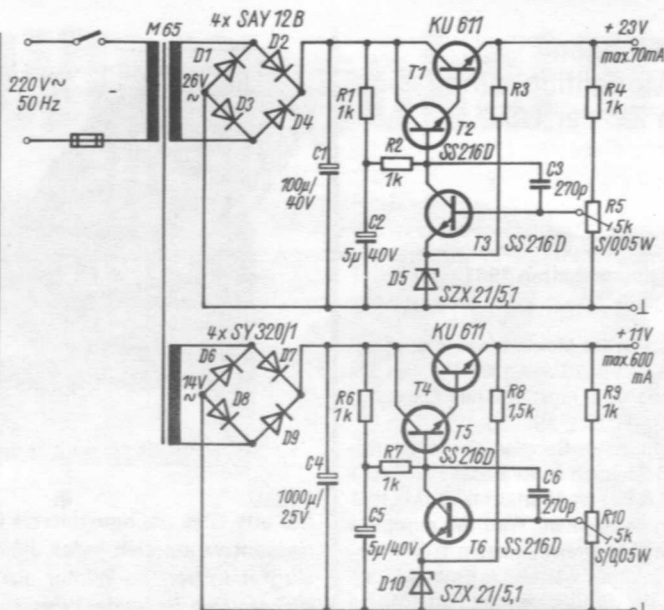 M 65
4x SAY 12 B
KU 611
+ 23V
max.70mA
D1
D2
T1
R3
R4
1k
220V~
50 Hz
26V
~
R1
1k
D3
D4
T2
SS216D
R2
1k
C1
100µ/
40V
C3
270p
R5
5k
S/0,05W
C2
5µ 40V
T3
SS216D
D5
SZX 21/5,1
⊥
4x SY320/1
KU 611
+11V
max.600
mA
D6
D7
T4
R6
1k
R8
1,5k
R9
1k
14V
~
D8
D9
T5
SS216D
R7
1k
C4
1000µ/
25V
C6
270p
R10
5k
S/0,05W
C5
5µ/40V
T6
SS216D
D10
SZX 21/5,1
⊥